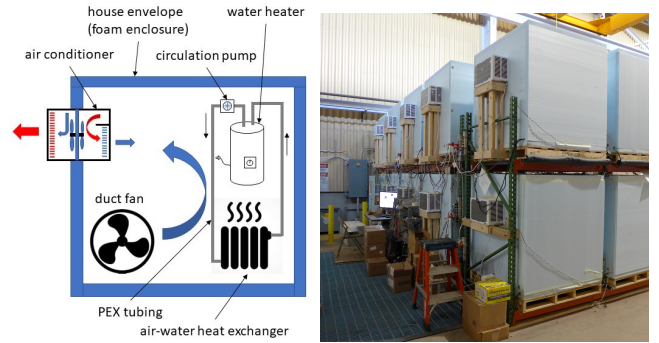 house envelope
(foam enclosure)
water heater
air conditioner
circulation pump
duct fan
PEX tubing
air-water heat exchanger